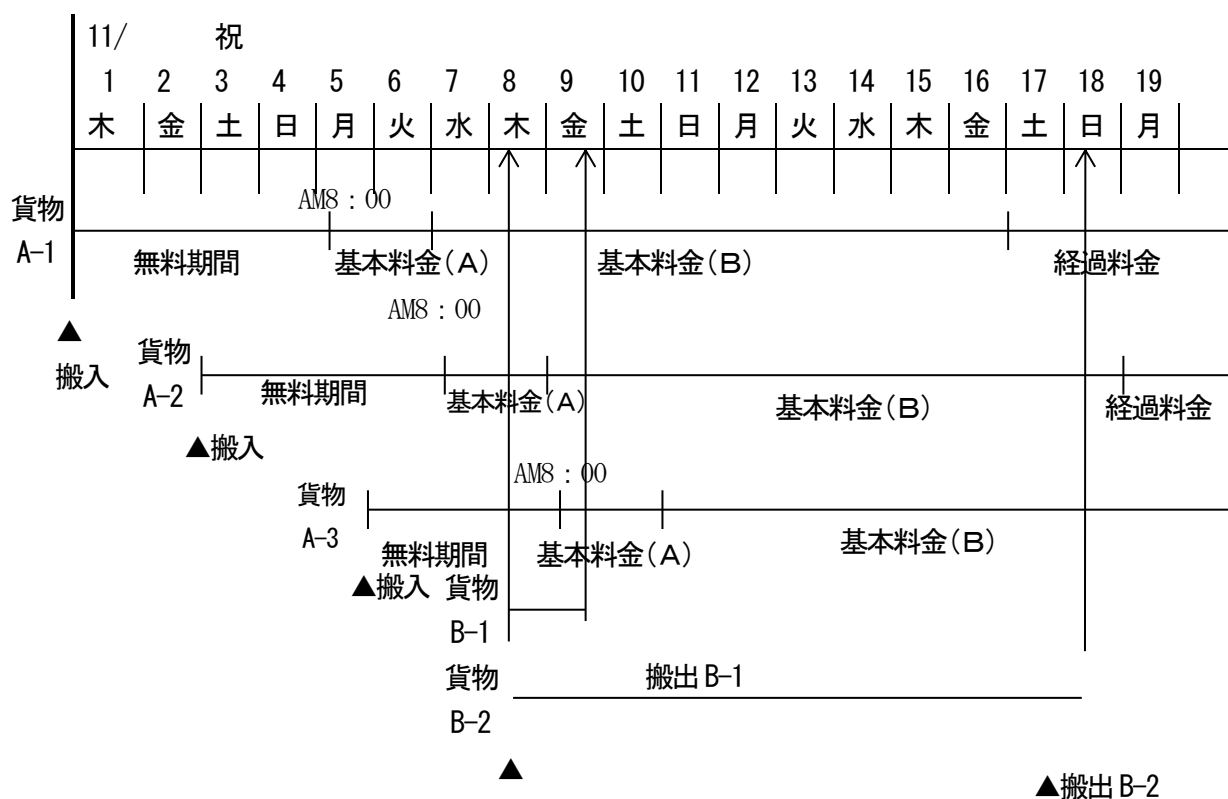 11/ 祝
1 2 3 4 5 6 7 8 9 10 11 12 13 14 15 16 17 18 19
木 金 土 日 月 火 水 木 金 土 日 月 火 水 木 金 土 日 月
AM8：00
貨物
A-1
無料期間 基本料金(A) 基本料金(B) 経過料金
▲
搬入
AM8：00
貨物
A-2
無料期間 基本料金(A) 基本料金(B) 経過料金
▲搬入
AM8：00
貨物
A-3
無料期間 基本料金(A) 基本料金(B)
▲搬入
貨物
B-1
貨物
B-2
搬出B-1
▲
▲搬出B-2